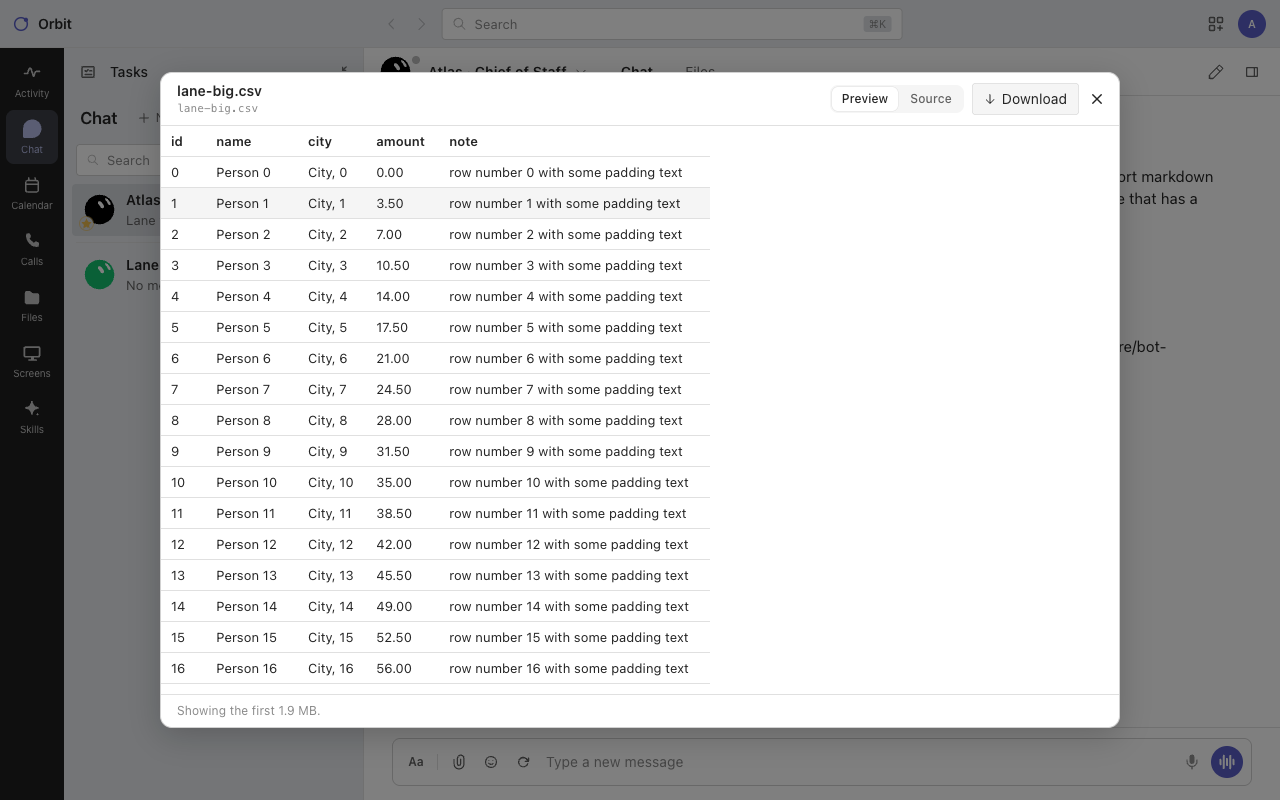 Orbit
Search
⌘K
A
Activity
Chat
Calendar
Calls
Files
Screens
Skills
Tasks
Chat
Search
Atlas
Lane
Lane
No
Atlas - Chief of Staff
Chat
Files
ort markdown
e that has a
re/bot-
lane-big.csv
lane-big.csv
Preview
Source
Download
id name city amount note
0 Person 0 City, 0 0.00 row number 0 with some padding text
1 Person 1 City, 1 3.50 row number 1 with some padding text
2 Person 2 City, 2 7.00 row number 2 with some padding text
3 Person 3 City, 3 10.50 row number 3 with some padding text
4 Person 4 City, 4 14.00 row number 4 with some padding text
5 Person 5 City, 5 17.50 row number 5 with some padding text
6 Person 6 City, 6 21.00 row number 6 with some padding text
7 Person 7 City, 7 24.50 row number 7 with some padding text
8 Person 8 City, 8 28.00 row number 8 with some padding text
9 Person 9 City, 9 31.50 row number 9 with some padding text
10 Person 10 City, 10 35.00 row number 10 with some padding text
11 Person 11 City, 11 38.50 row number 11 with some padding text
12 Person 12 City, 12 42.00 row number 12 with some padding text
13 Person 13 City, 13 45.50 row number 13 with some padding text
14 Person 14 City, 14 49.00 row number 14 with some padding text
15 Person 15 City, 15 52.50 row number 15 with some padding text
16 Person 16 City, 16 56.00 row number 16 with some padding text
Showing the first 1.9 MB.
Aa
Type a new message